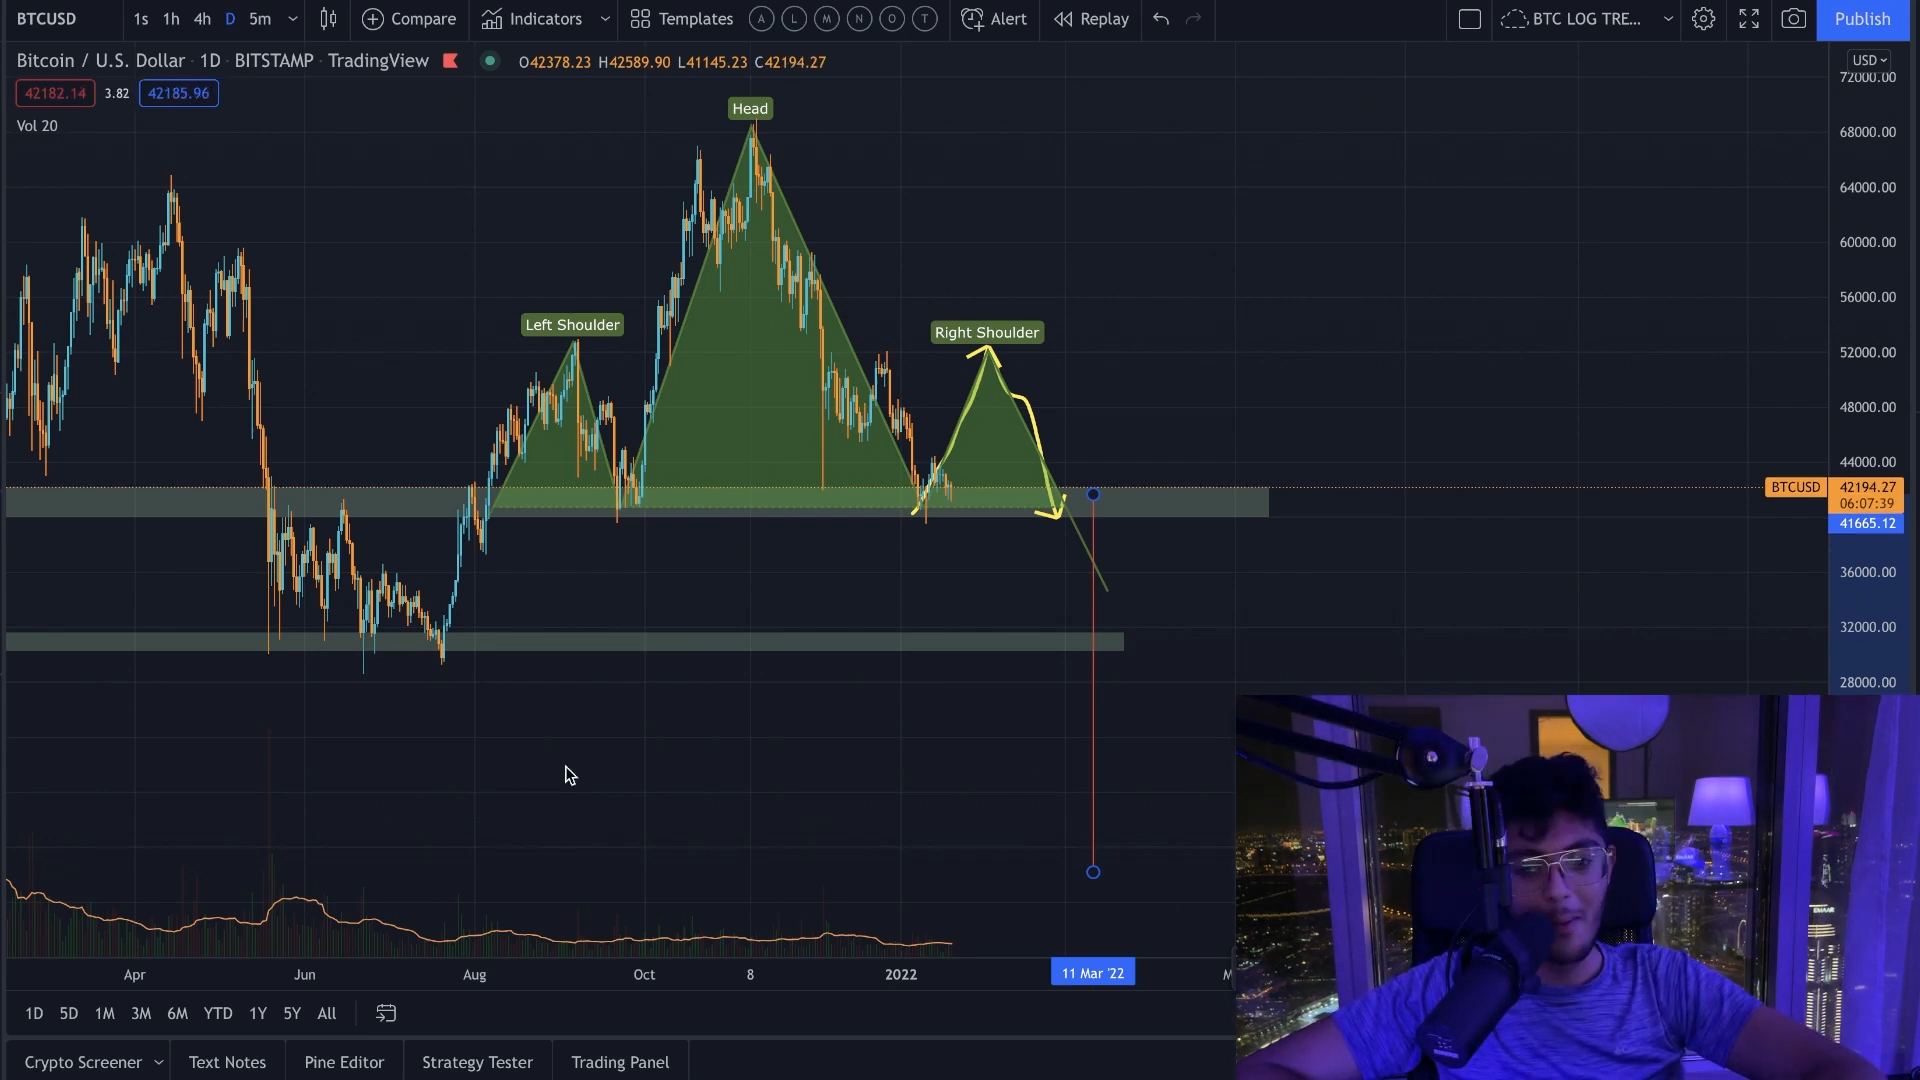 BTCUSD 1s 1h 4h D 5m Compare Indicators Templates A L M N O T Alert Replay BTC LOG TRE... Publish
Bitcoin / U.S. Dollar · 1D · BITSTAMP · TradingView O42378.23 H42589.90 L41145.23 C42194.27
USD
42182.14 3.82 42185.96
Vol 20
72000.00
68000.00
64000.00
60000.00
56000.00
52000.00
48000.00
44000.00
BTCUSD 42194.27
06:07:39
41665.12
36000.00
32000.00
28000.00
Head
Left Shoulder
Right Shoulder
Apr Jun Aug Oct 8 2022 11 Mar '22
1D 5D 1M 3M 6M YTD 1Y 5Y All
Crypto Screener Text Notes Pine Editor Strategy Tester Trading Panel
EMAAR